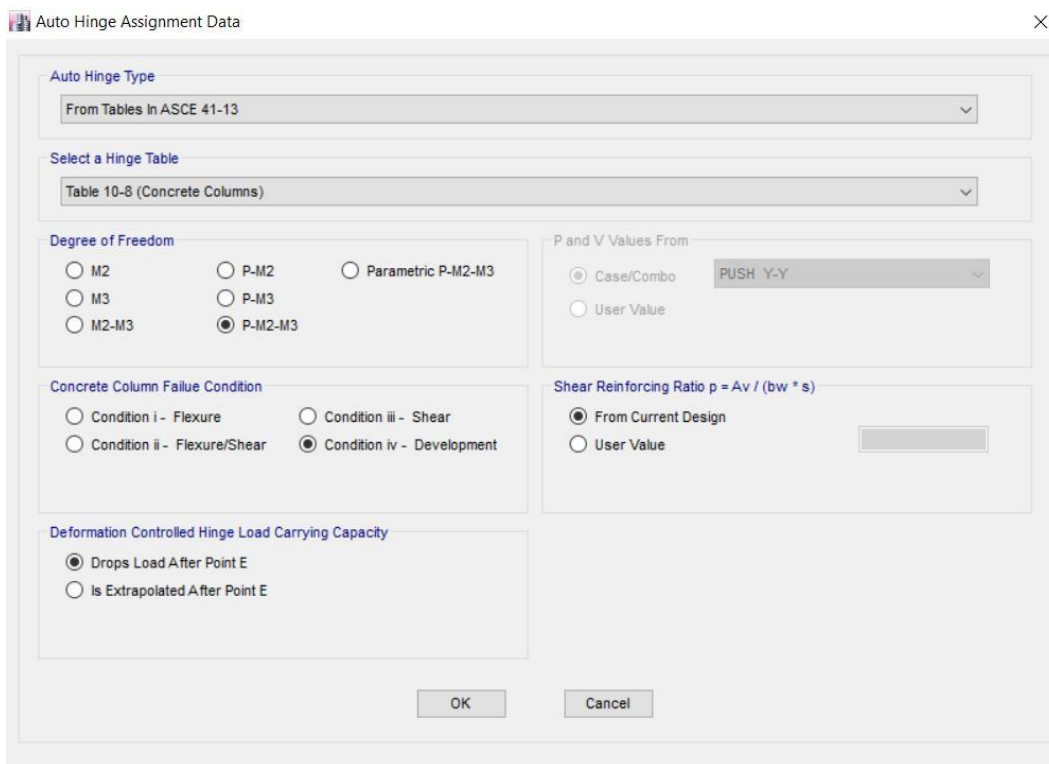 Auto Hinge Assignment Data
Auto Hinge Type
From Tables In ASCE 41-13
Select a Hinge Table
Table 10-8 (Concrete Columns)
Degree of Freedom
M2 P-M2 Parametric P-M2-M3
M3 P-M3
M2-M3 P-M2-M3
P and V Values From
Case/Combo PUSH Y-Y
User Value
Concrete Column Failue Condition
Condition i - Flexure Condition iii - Shear
Condition ii - Flexure/Shear Condition iv - Development
Shear Reinforcing Ratio p = Av / (bw * s)
From Current Design
User Value
Deformation Controlled Hinge Load Carrying Capacity
Drops Load After Point E
Is Extrapolated After Point E
OK Cancel